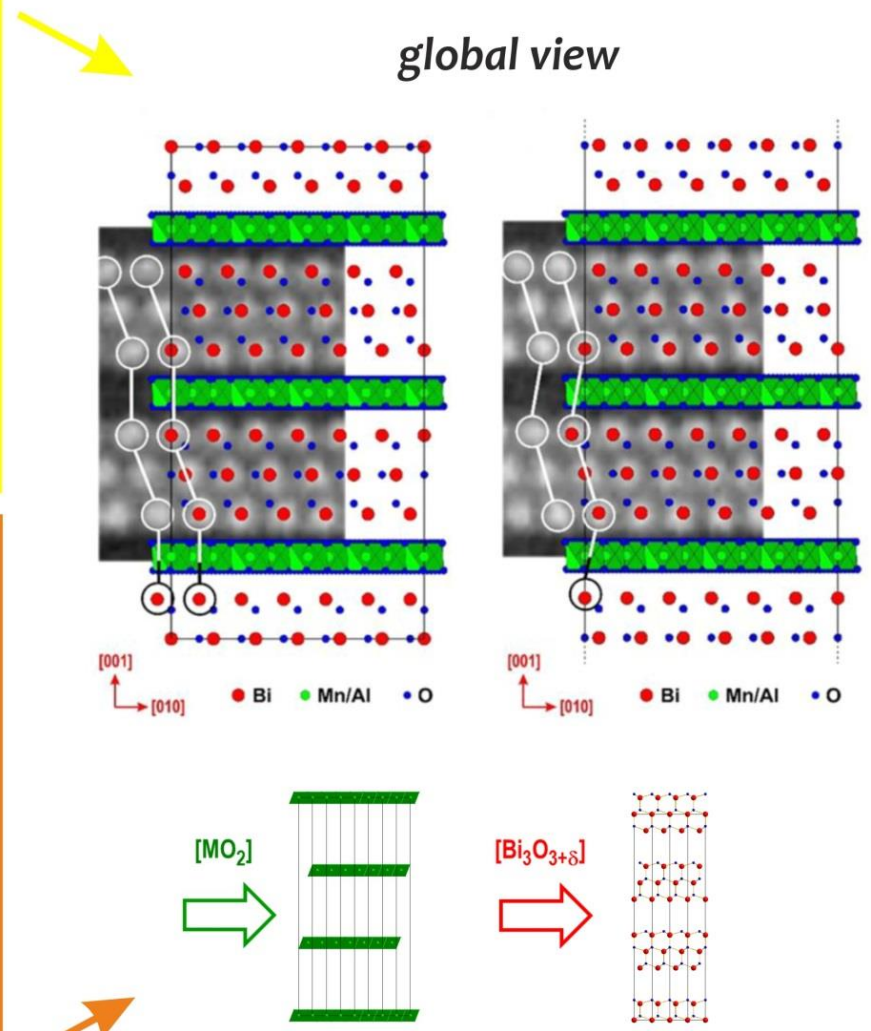 global view
[001]
[010]
Bi Mn/Al O
[001]
[010]
Bi Mn/Al O
[MO₂]
[Bi₃O₃₊δ]